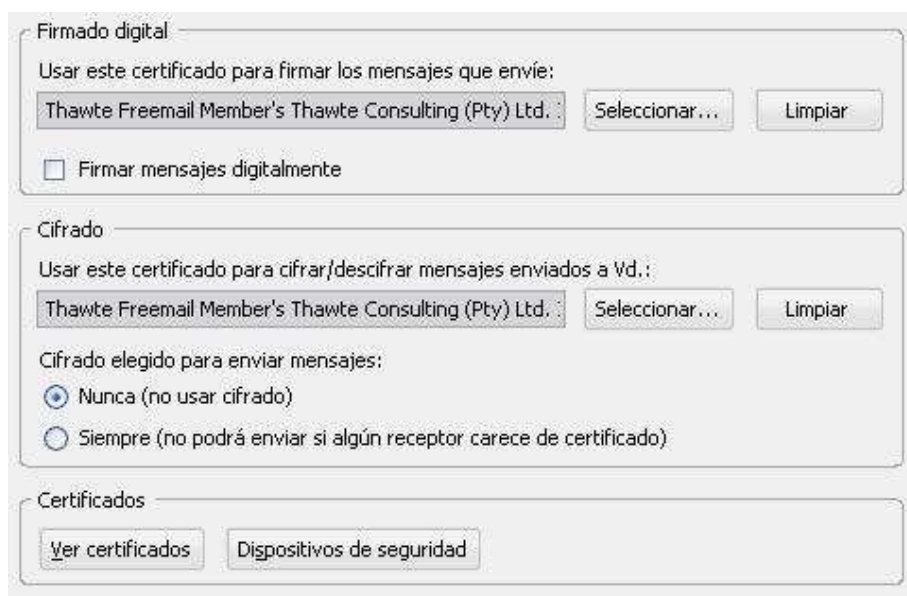 Firmado digital
Usar este certificado para firmar los mensajes que envíe:
Thawte Freemail Member's Thawte Consulting (Pty) Ltd. Seleccionar... Limpiar
Firmar mensajes digitalmente
Cifrado
Usar este certificado para cifrar/descifrar mensajes enviados a Vd.:
Thawte Freemail Member's Thawte Consulting (Pty) Ltd. Seleccionar... Limpiar
Cifrado elegido para enviar mensajes:
Nunca (no usar cifrado)
Siempre (no podrá enviar si algún receptor carece de certificado)
Certificados
Ver certificados Dispositivos de seguridad